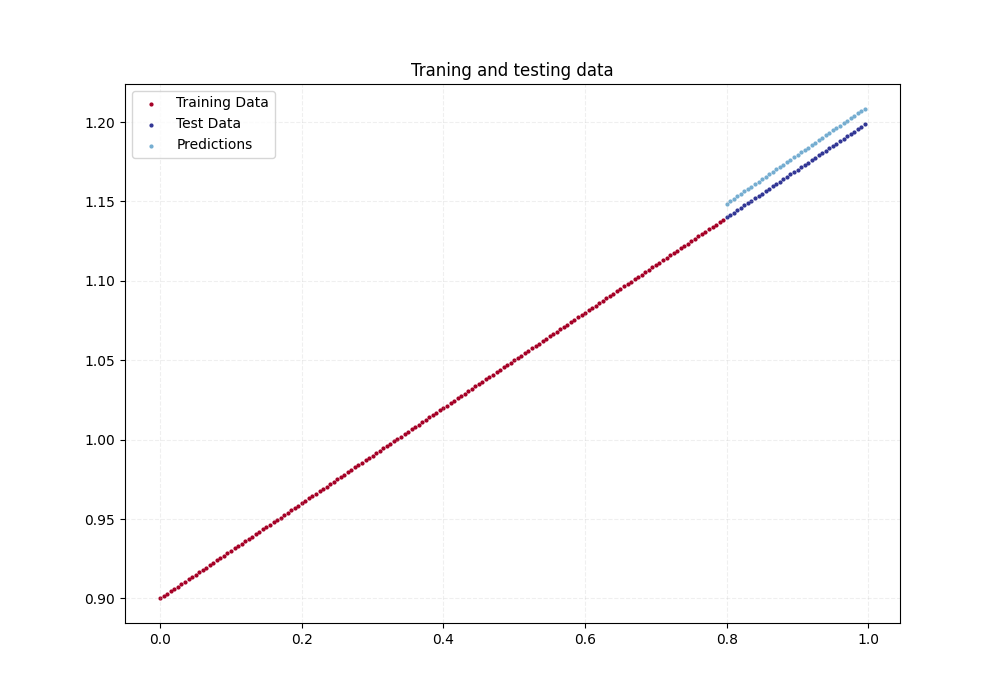 Traning and testing data
Training Data
Test Data
Predictions
1.20
1.15
1.10
1.05
1.00
0.95
0.90
0.0 0.2 0.4 0.6 0.8 1.0